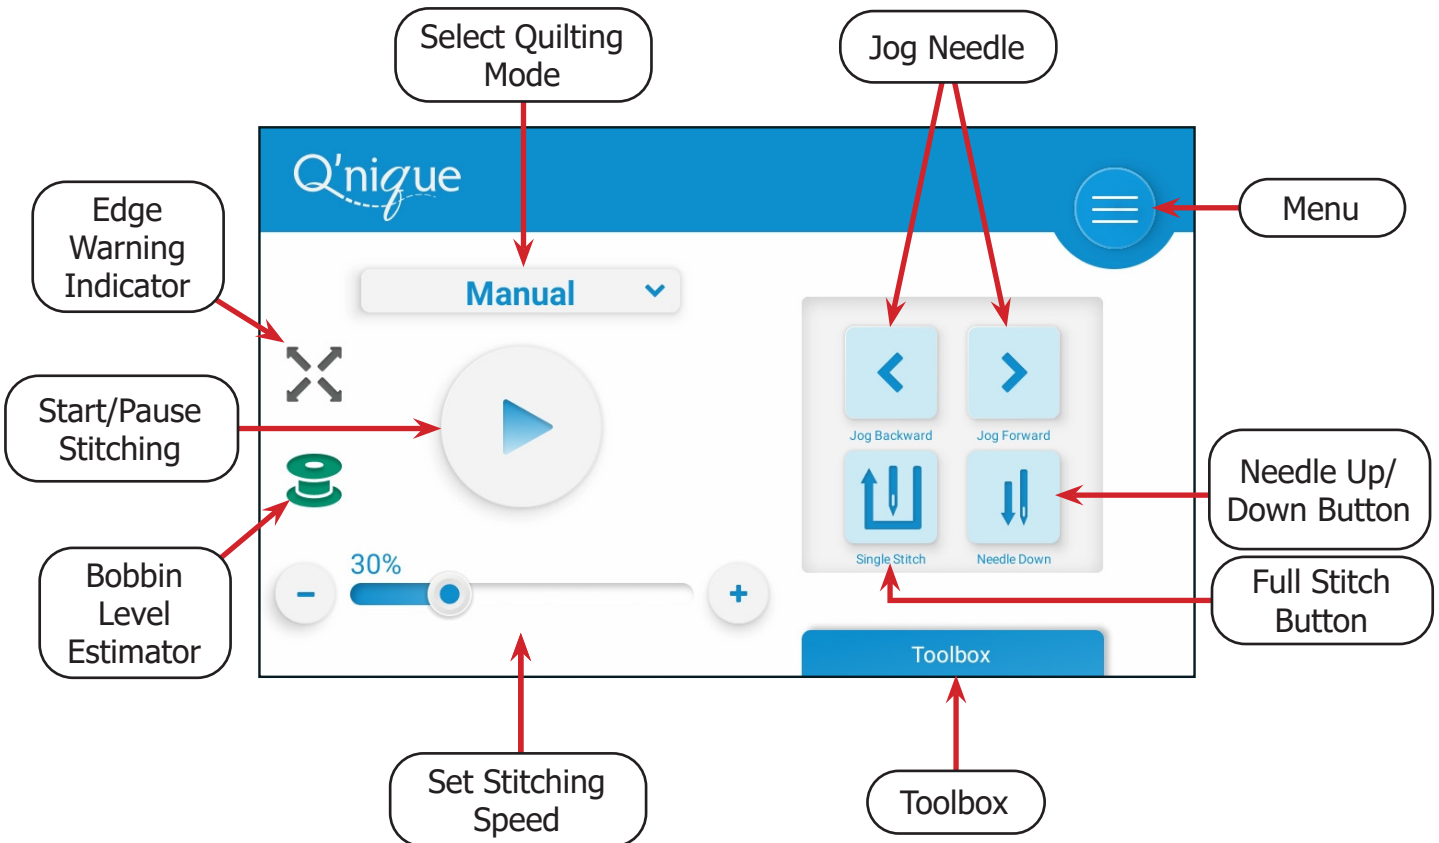 Select Quilting
Mode
Jog Needle
Q'nique
Edge
Warning
Indicator
Menu
Manual
Start/Pause
Stitching
Jog Backward
Jog Forward
Needle Up/
Down Button
Single Stitch
Needle Down
30%
Bobbin
Level
Estimator
Full Stitch
Button
Toolbox
Set Stitching
Speed
Toolbox